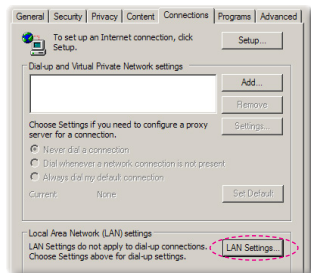 General Security Privacy Content Connections Programs Advanced
To set up an Internet connection, click
Setup.
Setup...
Dial-up and Virtual Private Network settings
Add...
Remove
Choose Settings if you need to configure a proxy
server for a connection.
Settings...
Never dial a connection
Dial whenever a network connection is not present
Always dial my default connection
Current None
Set Default
Local Area Network (LAN) settings
LAN Settings do not apply to dial-up connections.
Choose Settings above for dial-up settings.
LAN Settings...